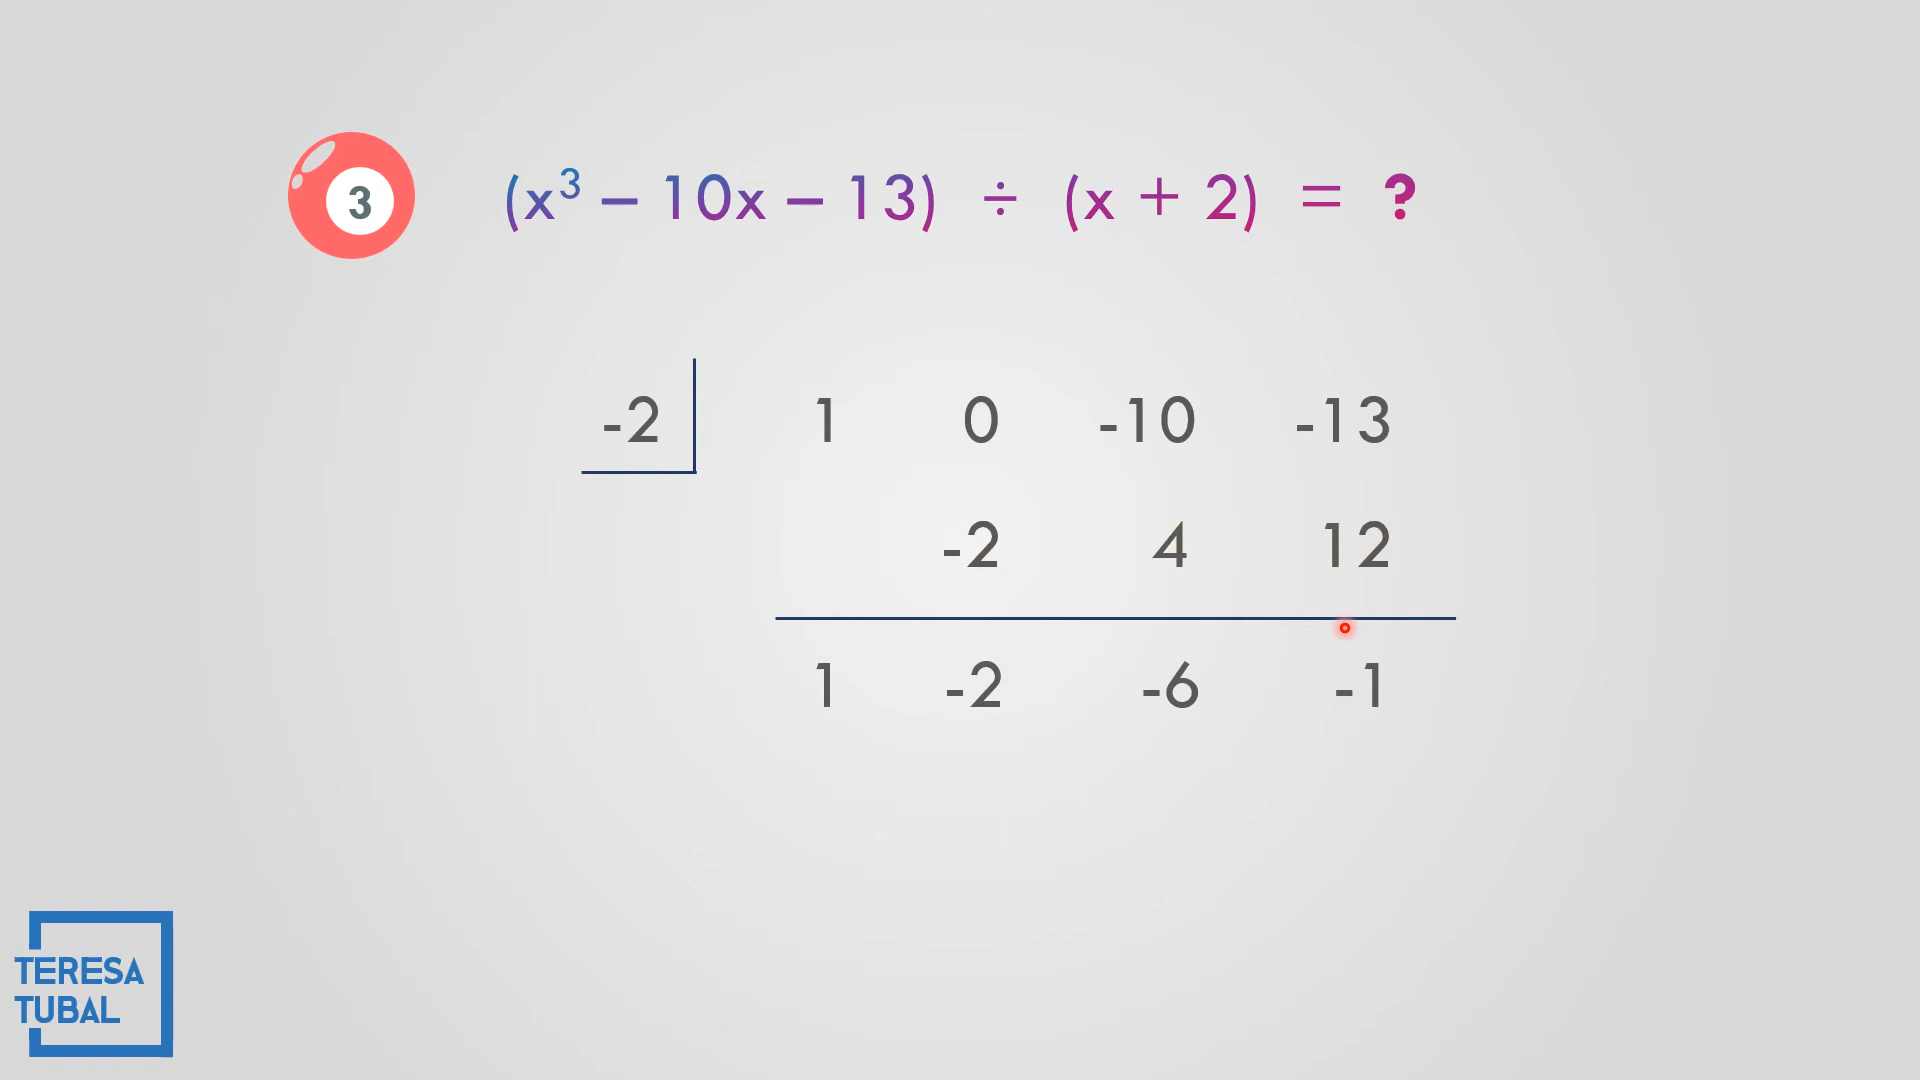 3
(x³ – 10x – 13) ÷ (x + 2) = ?
-2 1 0 -10 -13
-2 4 12
1 -2 -6 -1
TERESA
TUBAL